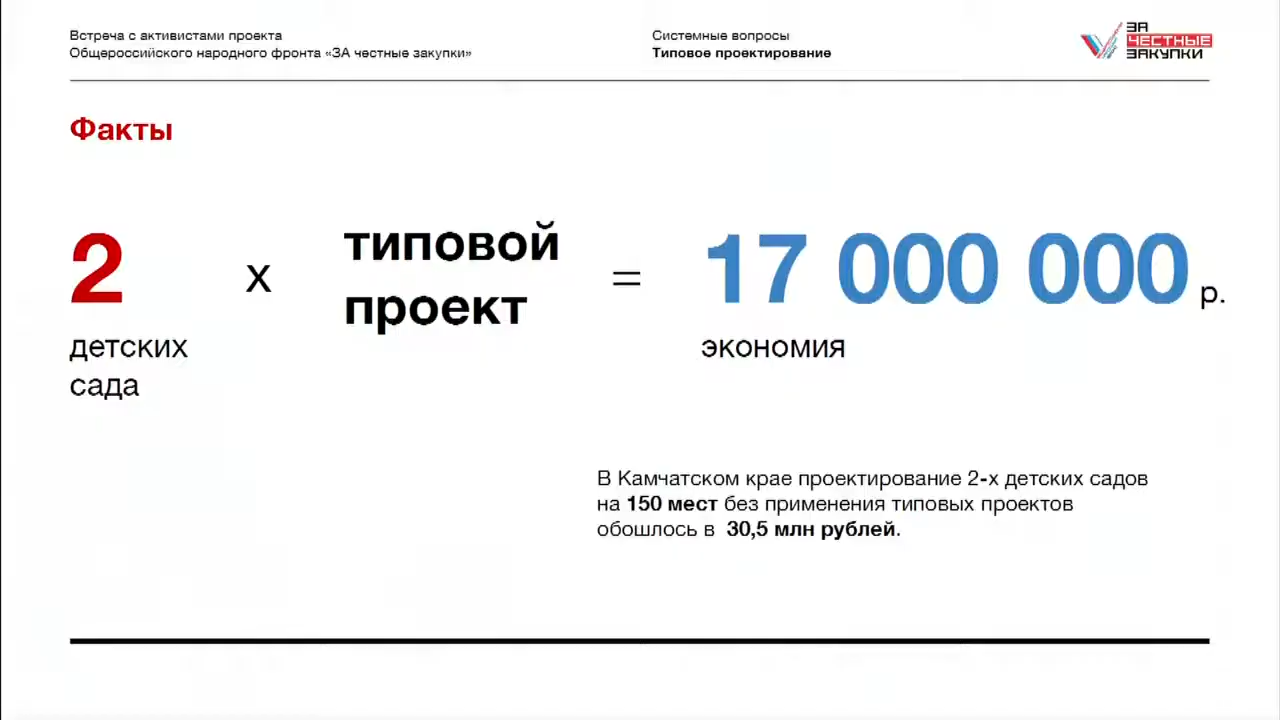 Встреча с активистами проекта
Общероссийского народного фронта «ЗА честные закупки»
Системные вопросы
Типовое проектирование
ЗА
ЧЕСТНЫЕ
ЗАКУПКИ
Факты
2
детских
сада
х
типовой
проект
=
17 000 000 р.
экономия
В Камчатском крае проектирование 2-х детских садов
на 150 мест без применения типовых проектов
обошлось в 30,5 млн рублей.